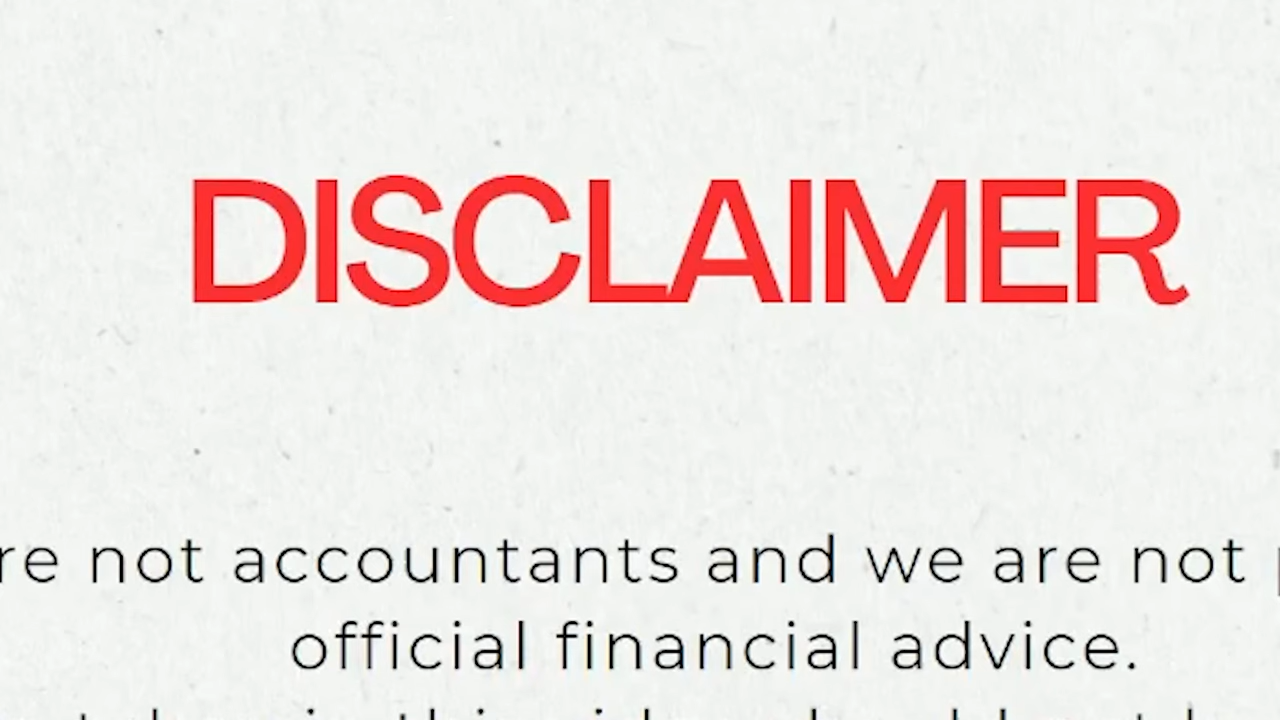 DISCLAIMER
re not accountants and we are not
official financial advice.